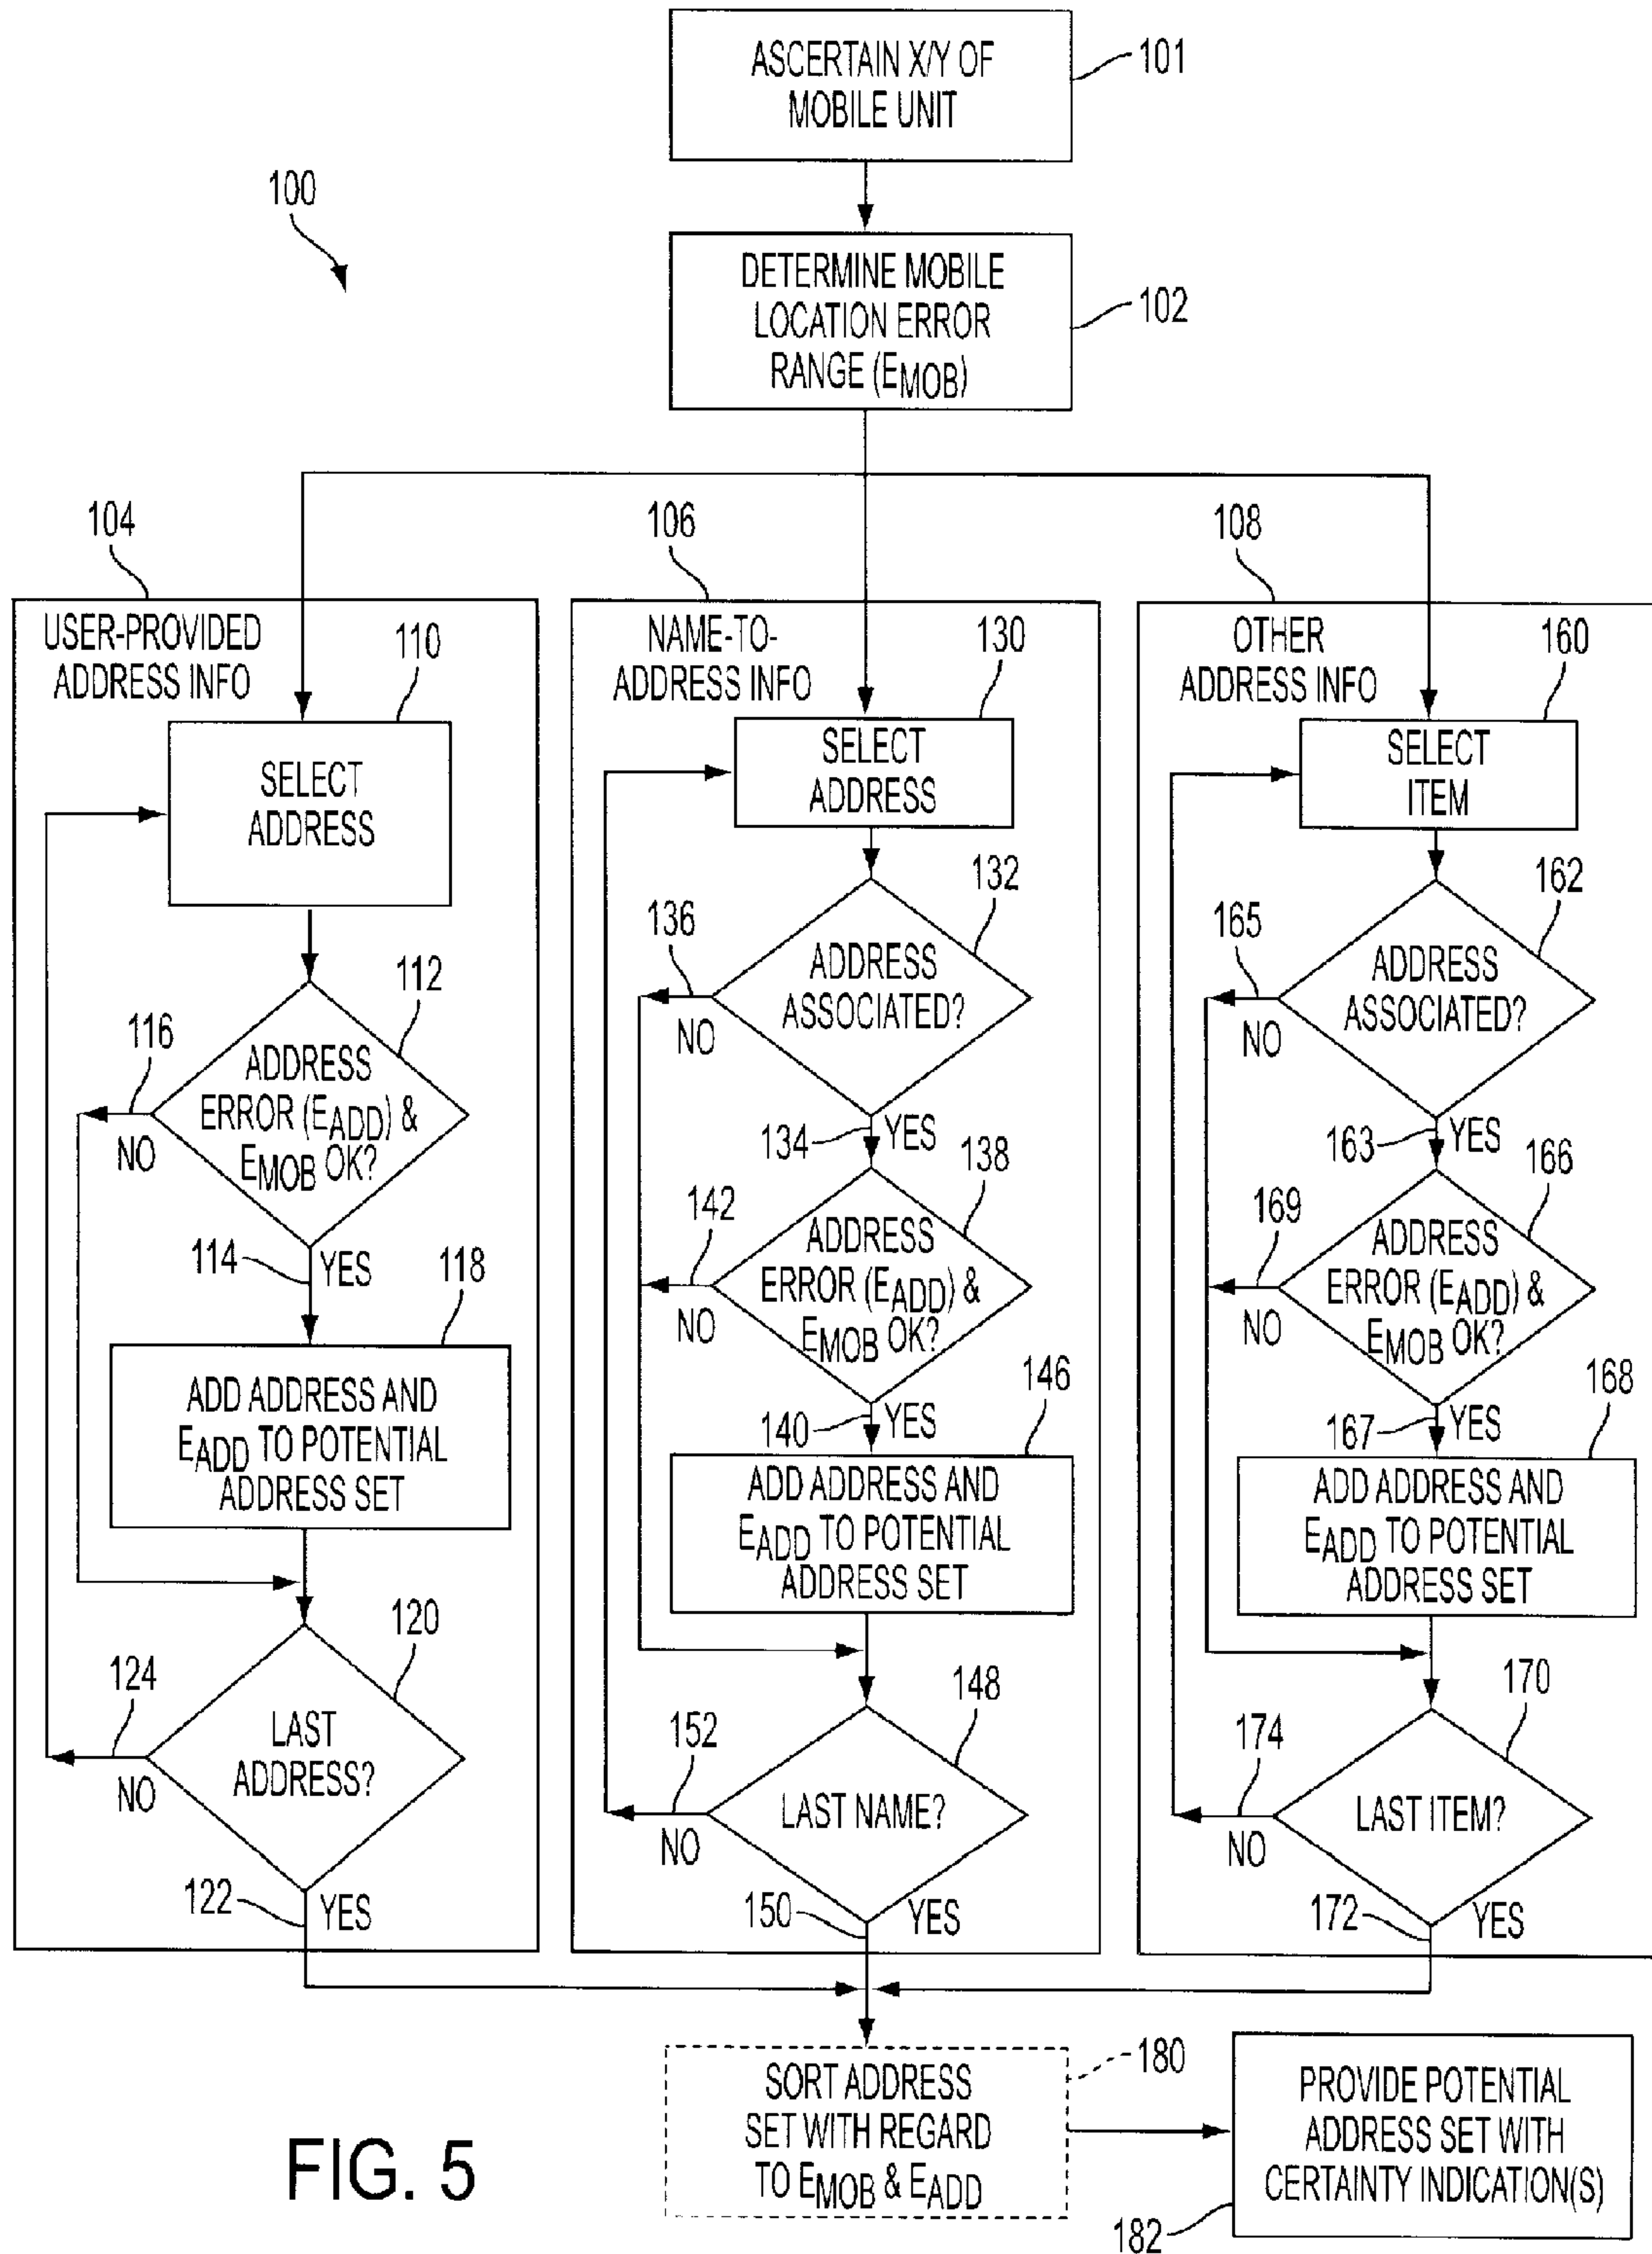 ASCERTAIN X/Y OF
MOBILE UNIT
101
100
DETERMINE MOBILE
LOCATION ERROR
RANGE (EMOB)
102
104
USER-PROVIDED
ADDRESS INFO
110
SELECT
ADDRESS
112
116
ADDRESS
ERROR (EADD) &
EMOB OK?
NO
114
YES
118
ADD ADDRESS AND
EADD TO POTENTIAL
ADDRESS SET
120
124
LAST
ADDRESS?
NO
122
YES
106
NAME-TO-
ADDRESS INFO
130
SELECT
ADDRESS
132
136
ADDRESS
ASSOCIATED?
NO
134
YES
138
142
ADDRESS
ERROR (EADD) &
EMOB OK?
NO
140
YES
146
ADD ADDRESS AND
EADD TO POTENTIAL
ADDRESS SET
148
152
LAST NAME?
NO
150
YES
108
OTHER
ADDRESS INFO
160
SELECT
ITEM
162
165
ADDRESS
ASSOCIATED?
NO
163
YES
166
169
ADDRESS
ERROR (EADD) &
EMOB OK?
NO
167
YES
168
ADD ADDRESS AND
EADD TO POTENTIAL
ADDRESS SET
170
174
LAST ITEM?
NO
172
YES
180
SORT ADDRESS
SET WITH REGARD
TO EMOB & EADD
PROVIDE POTENTIAL
ADDRESS SET WITH
CERTAINTY INDICATION(S)
182
FIG. 5